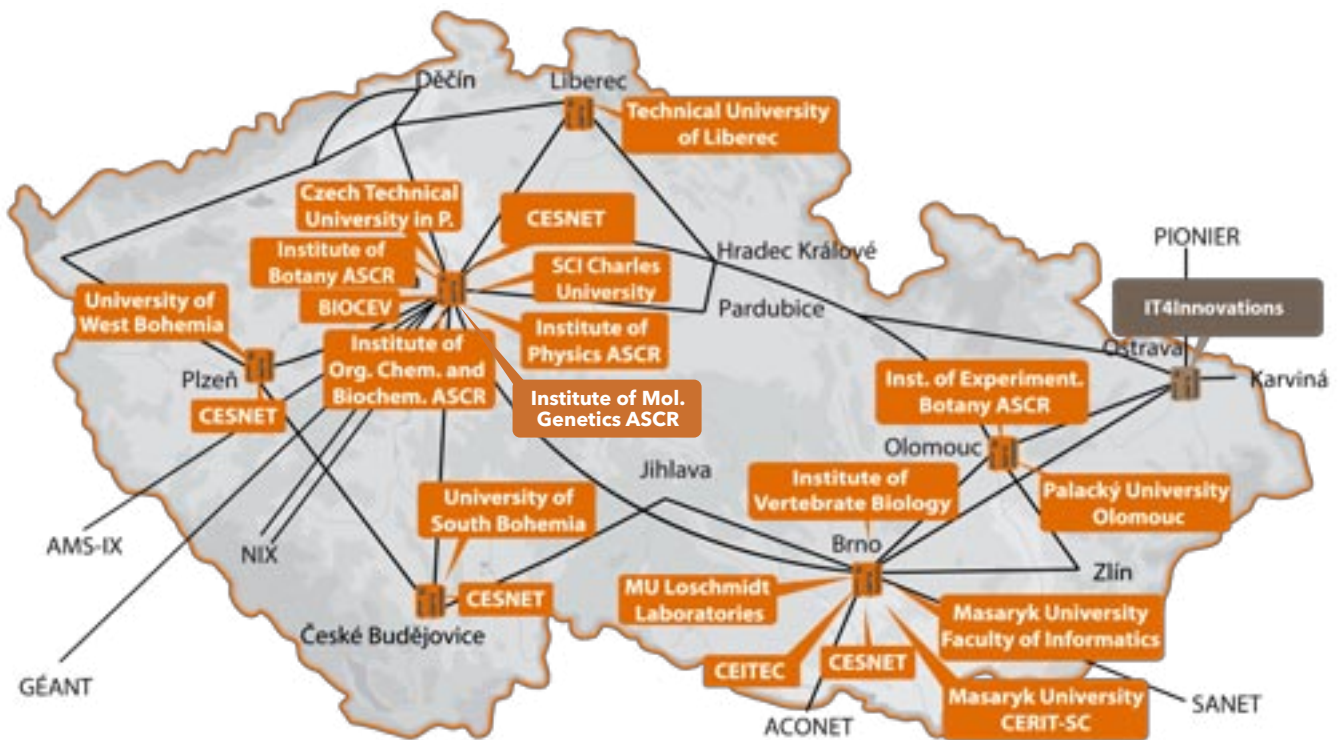 Děčín
Liberec
Technical University
of Liberec
Czech Technical
University in P.
CESNET
Institute of
Botany ASCR
Hradec Králové
PIONIER
SCI Charles
University
BIOCEV
University of
West Bohemia
IT4Innovations
Pardubice
Institute of
Physics ASCR
Institute of
Org. Chem. and
Biochem. ASCR
Ostrava
Plzeň
Karviná
Inst. of Experiment.
Botany ASCR
Institute of Mol.
Genetics ASCR
CESNET
Olomouc
Jihlava
Institute of
Vertebrate Biology
Palacký University
Olomouc
University of
South Bohemia
AMS-IX
NIX
Brno
Zlín
MU Loschmidt
Laboratories
CESNET
Masaryk University
Faculty of Informatics
České Budějovice
CEITEC
CESNET
GÉANT
Masaryk University
CERIT-SC
SANET
ACONET